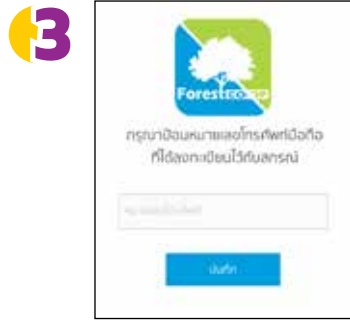 3
Forest CO-OP
กรุณาป้อนหมายเลขโทรศัพท์มือถือ
ที่ได้ลงทะเบียนไว้กับสหกรณ์
บันทึก